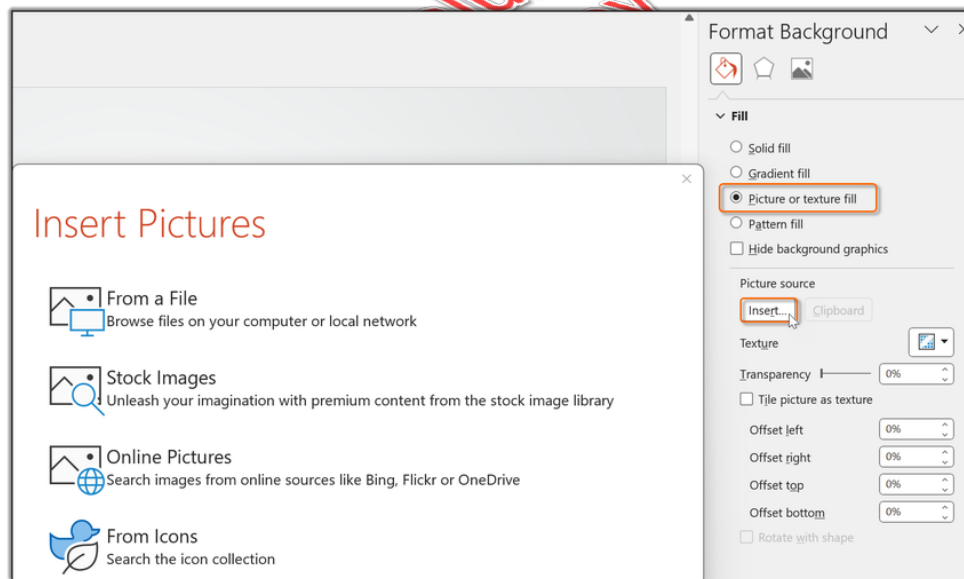 Format Background
Fill
Solid fill
Gradient fill
Picture or texture fill
Pattern fill
Hide background graphics
Picture source
Insert...
Clipboard
Texture
Transparency 0%
Tile picture as texture
Offset left 0%
Offset right 0%
Offset top 0%
Offset bottom 0%
Rotate with shape
Insert Pictures
From a File
Browse files on your computer or local network
Stock Images
Unleash your imagination with premium content from the stock image library
Online Pictures
Search images from online sources like Bing, Flickr or OneDrive
From Icons
Search the icon collection